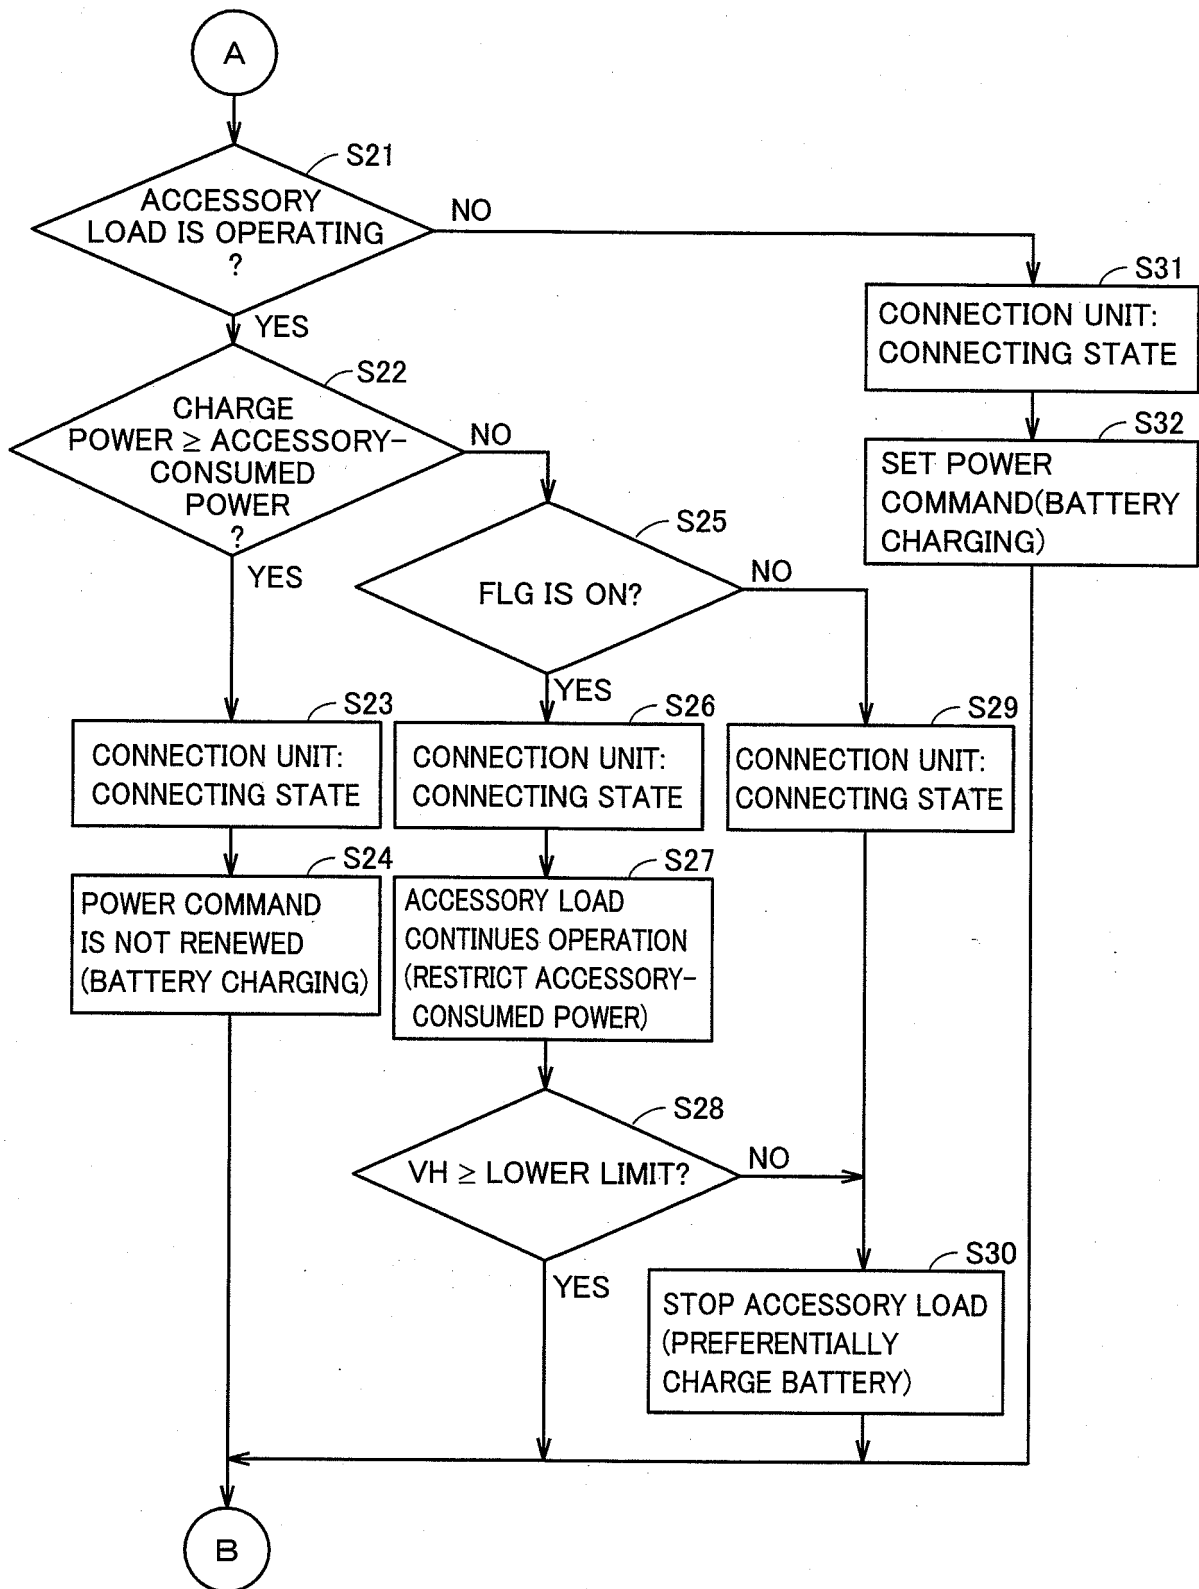 A
S21
ACCESSORY
LOAD IS OPERATING
?
NO
YES
S31
CONNECTION UNIT:
CONNECTING STATE
S22
CHARGE
POWER ≥ ACCESSORY-
CONSUMED
POWER
?
NO
YES
S32
SET POWER
COMMAND(BATTERY
CHARGING)
S25
FLG IS ON?
NO
YES
S23
CONNECTION UNIT:
CONNECTING STATE
S26
CONNECTION UNIT:
CONNECTING STATE
S29
CONNECTION UNIT:
CONNECTING STATE
S24
POWER COMMAND
IS NOT RENEWED
(BATTERY CHARGING)
S27
ACCESSORY LOAD
CONTINUES OPERATION
(RESTRICT ACCESSORY-
CONSUMED POWER)
S28
VH ≥ LOWER LIMIT?
NO
YES
S30
STOP ACCESSORY LOAD
(PREFERENTIALLY
CHARGE BATTERY)
B